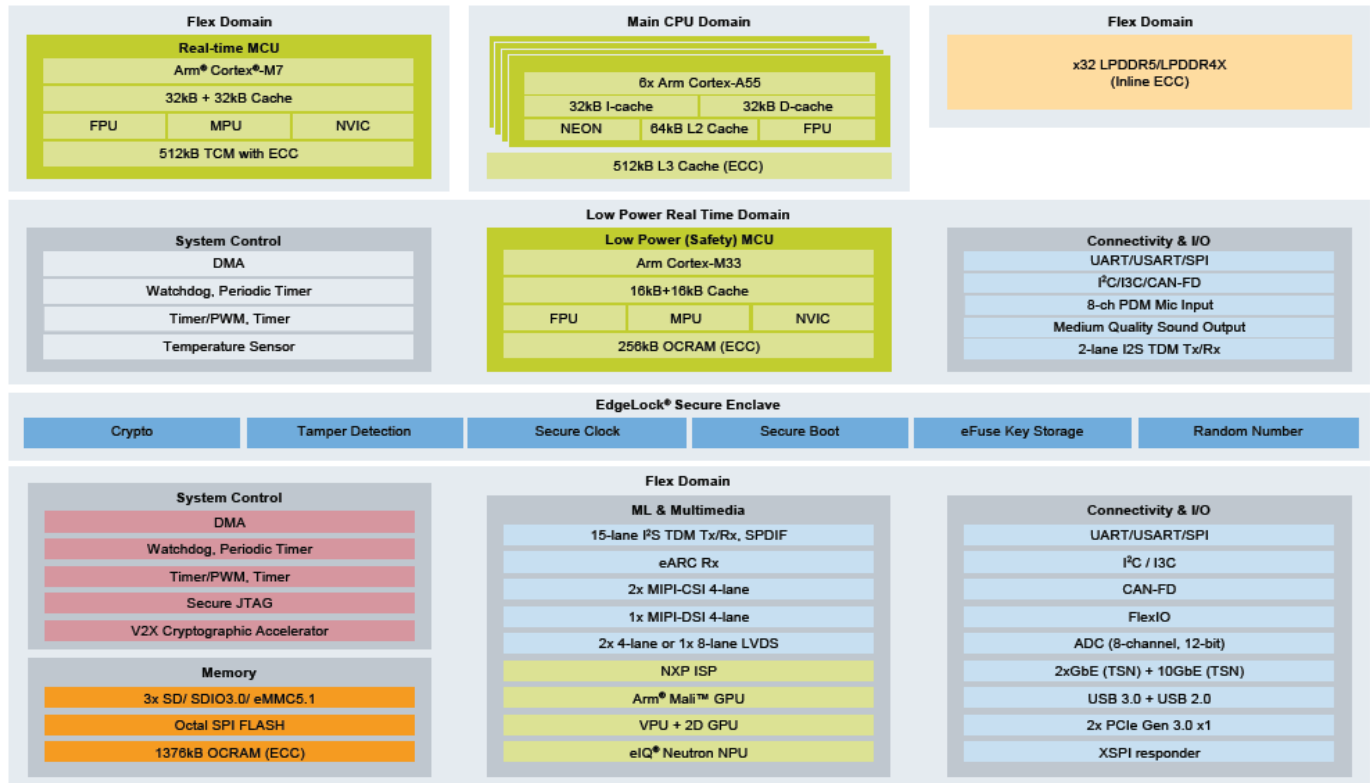 Flex Domain
Real-time MCU
Arm® Cortex®-M7
32kB + 32kB Cache
FPU
MPU
NVIC
512kB TCM with ECC
Main CPU Domain
6x Arm Cortex-A55
32kB I-cache
32kB D-cache
NEON
64kB L2 Cache
FPU
512kB L3 Cache (ECC)
Flex Domain
x32 LPDDR5/LPDDR4X
(Inline ECC)
Low Power Real Time Domain
System Control
DMA
Watchdog, Periodic Timer
Timer/PWM, Timer
Temperature Sensor
Low Power (Safety) MCU
Arm Cortex-M33
16kB+16kB Cache
FPU
MPU
NVIC
256kB OCRAM (ECC)
Connectivity & I/O
UART/USART/SPI
I²C/I3C/CAN-FD
8-ch PDM Mic Input
Medium Quality Sound Output
2-lane I2S TDM Tx/Rx
EdgeLock® Secure Enclave
Crypto
Tamper Detection
Secure Clock
Secure Boot
eFuse Key Storage
Random Number
Flex Domain
System Control
DMA
Watchdog, Periodic Timer
Timer/PWM, Timer
Secure JTAG
V2X Cryptographic Accelerator
Memory
3x SD/ SDIO3.0/ eMMC5.1
Octal SPI FLASH
1376kB OCRAM (ECC)
ML & Multimedia
15-lane I²S TDM Tx/Rx, SPDIF
eARC Rx
2x MIPI-CSI 4-lane
1x MIPI-DSI 4-lane
2x 4-lane or 1x 8-lane LVDS
NXP ISP
Arm® Mali™ GPU
VPU + 2D GPU
eIQ® Neutron NPU
Connectivity & I/O
UART/USART/SPI
I²C / I3C
CAN-FD
FlexIO
ADC (8-channel, 12-bit)
2xGbE (TSN) + 10GbE (TSN)
USB 3.0 + USB 2.0
2x PCIe Gen 3.0 x1
XSPI responder